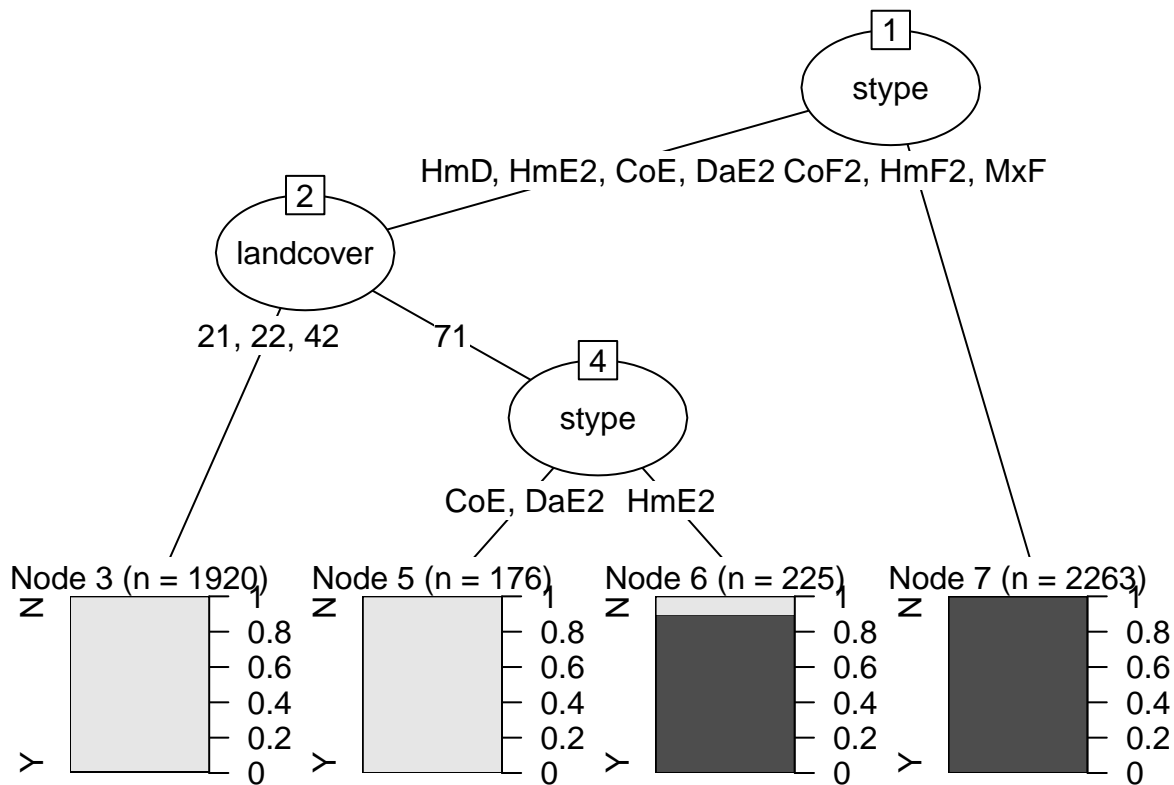 1
stype
HmD, HmE2, CoE, DaE2 CoF2, HmF2, MxF
2
landcover
21, 22, 42
71
4
stype
CoE, DaE2 HmE2
Node 3 (n = 1920)
N
Y
1
0.8
0.6
0.4
0.2
0
Node 5 (n = 176)
N
Y
1
0.8
0.6
0.4
0.2
0
Node 6 (n = 225)
N
Y
1
0.8
0.6
0.4
0.2
0
Node 7 (n = 2263)
N
Y
1
0.8
0.6
0.4
0.2
0